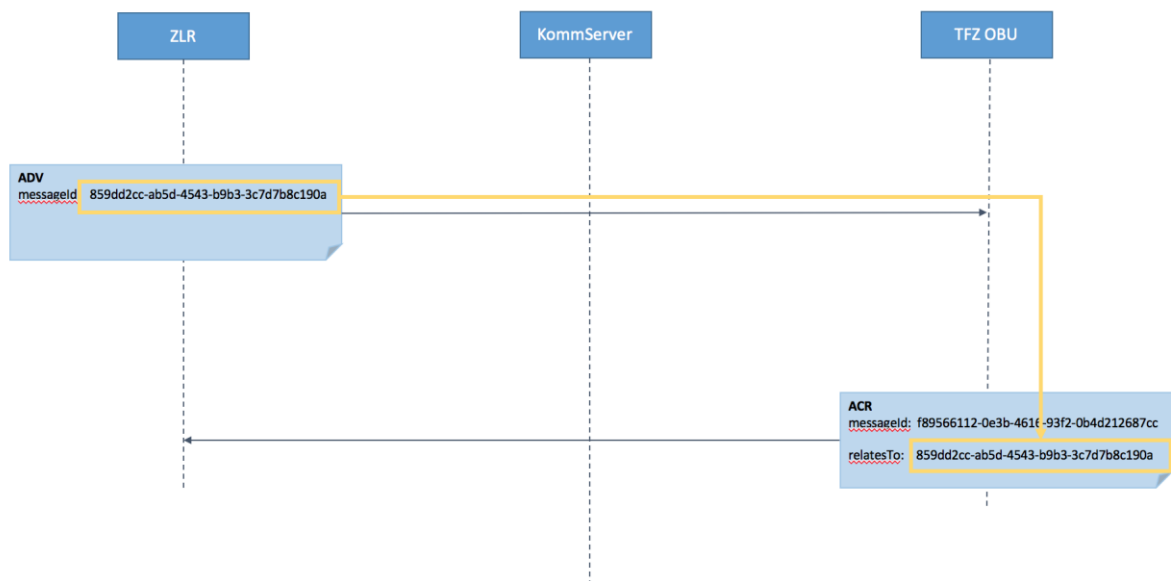 ZLR
KommServer
TFZ OBU
ADV
messageId 859dd2cc-ab5d-4543-b9b3-3c7d7b8c190a
ACR
messageId: f89566112-0e3b-4616-93f2-0b4d212687cc
relatesTo: 859dd2cc-ab5d-4543-b9b3-3c7d7b8c190a